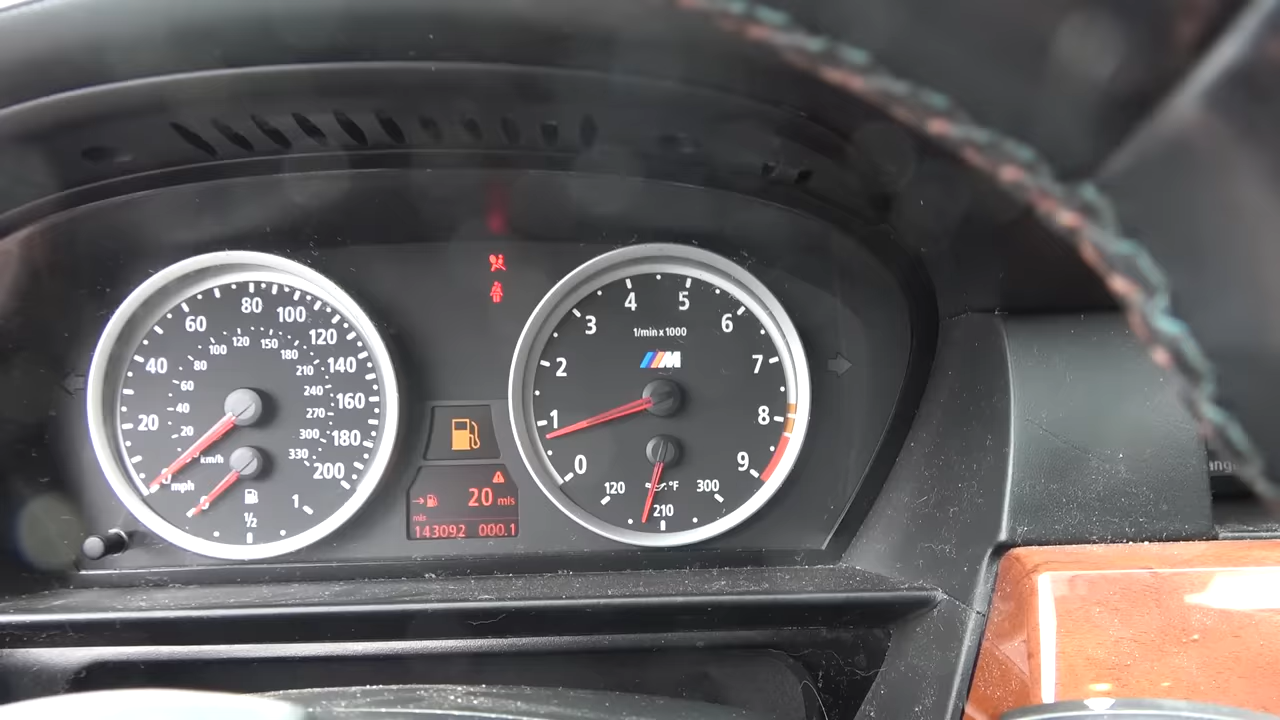 80
60 100
120
40 140
160
20 180
0 200
mph
100 120 150
80 180
60 210
40 240
20 270
km/h 300
330
0 1/2 1
20 mls
mls
143092 000.1
4 5
3 6
1/min x 1000
M
2 7
1 8
0 9
°F
120 300
210